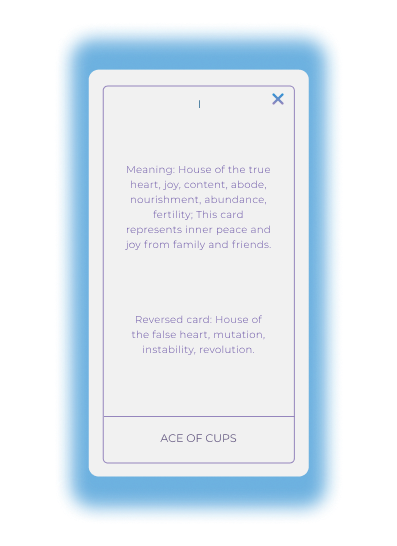 I
Meaning: House of the true
heart, joy, content, abode,
nourishment, abundance,
fertility; This card
represents inner peace and
joy from family and friends.
Reversed card: House of
the false heart, mutation,
instability, revolution.
ACE OF CUPS